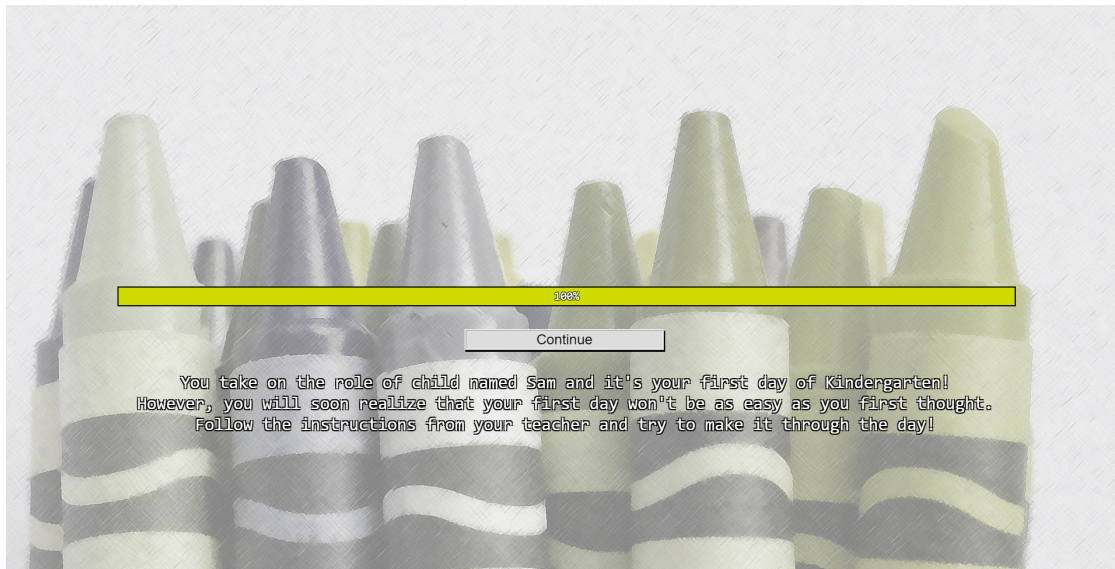 100%
Continue
You take on the role of child named Sam and it's your first day of Kindergarten!
However, you will soon realize that your first day won't be as easy as you first thought.
Follow the instructions from your teacher and try to make it through the day!